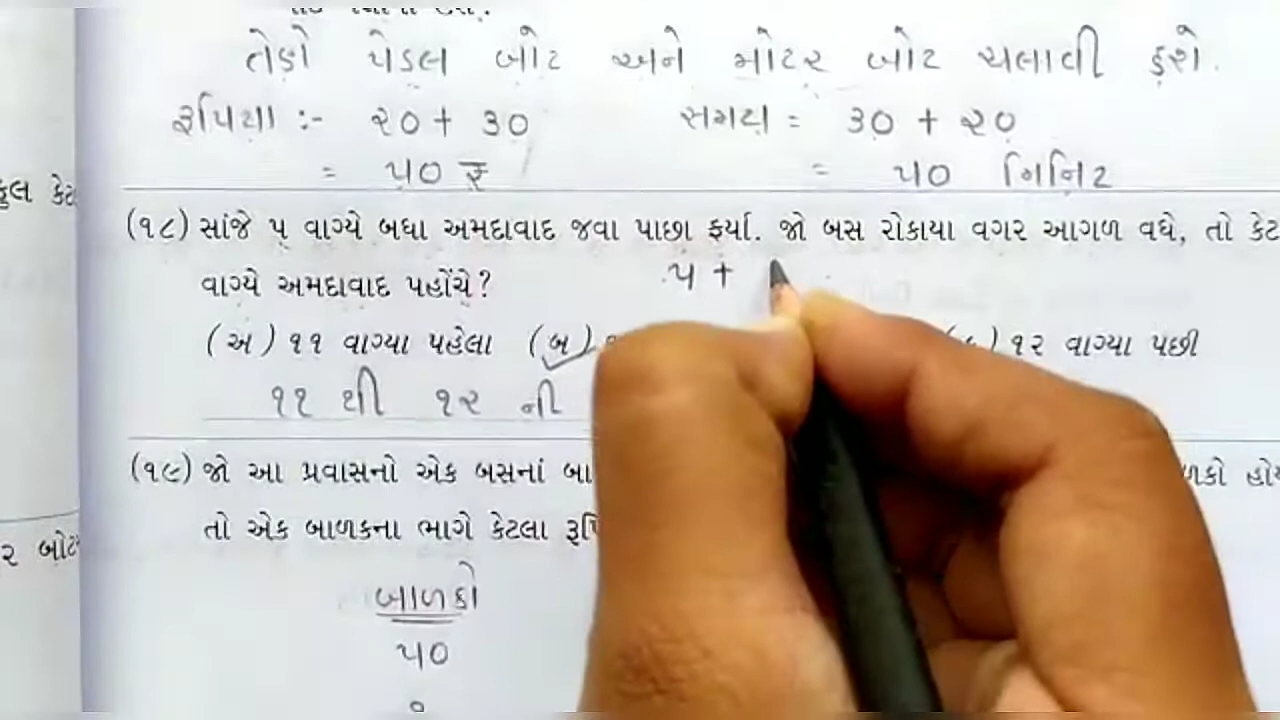 તેણે પેડલ બોટ અને મોટર બોટ ચલાવી હશે.
રૂપિયા :- ૨૦ + ૩૦ સમય = ૩૦ + ૨૦
= ૫૦ ₹ = ૫૦ મિનિટ
(૧૮) સાંજે ૫ વાગ્યે બધા અમદાવાદ જવા પાછા ફર્યા. જો બસ રોકાયા વગર આગળ વધે, તો
૫ +
વાગ્યે અમદાવાદ પહોંચે?
(અ) ૧૧ વાગ્યા પહેલા (બ) ૧૨ વાગ્યા પછી
૧૧ થી ૧૨ ની
(૧૯) જો આ પ્રવાસનો એક બસનાં
તો એક બાળકના ભાગે કેટલા
બાળકો
૫૦